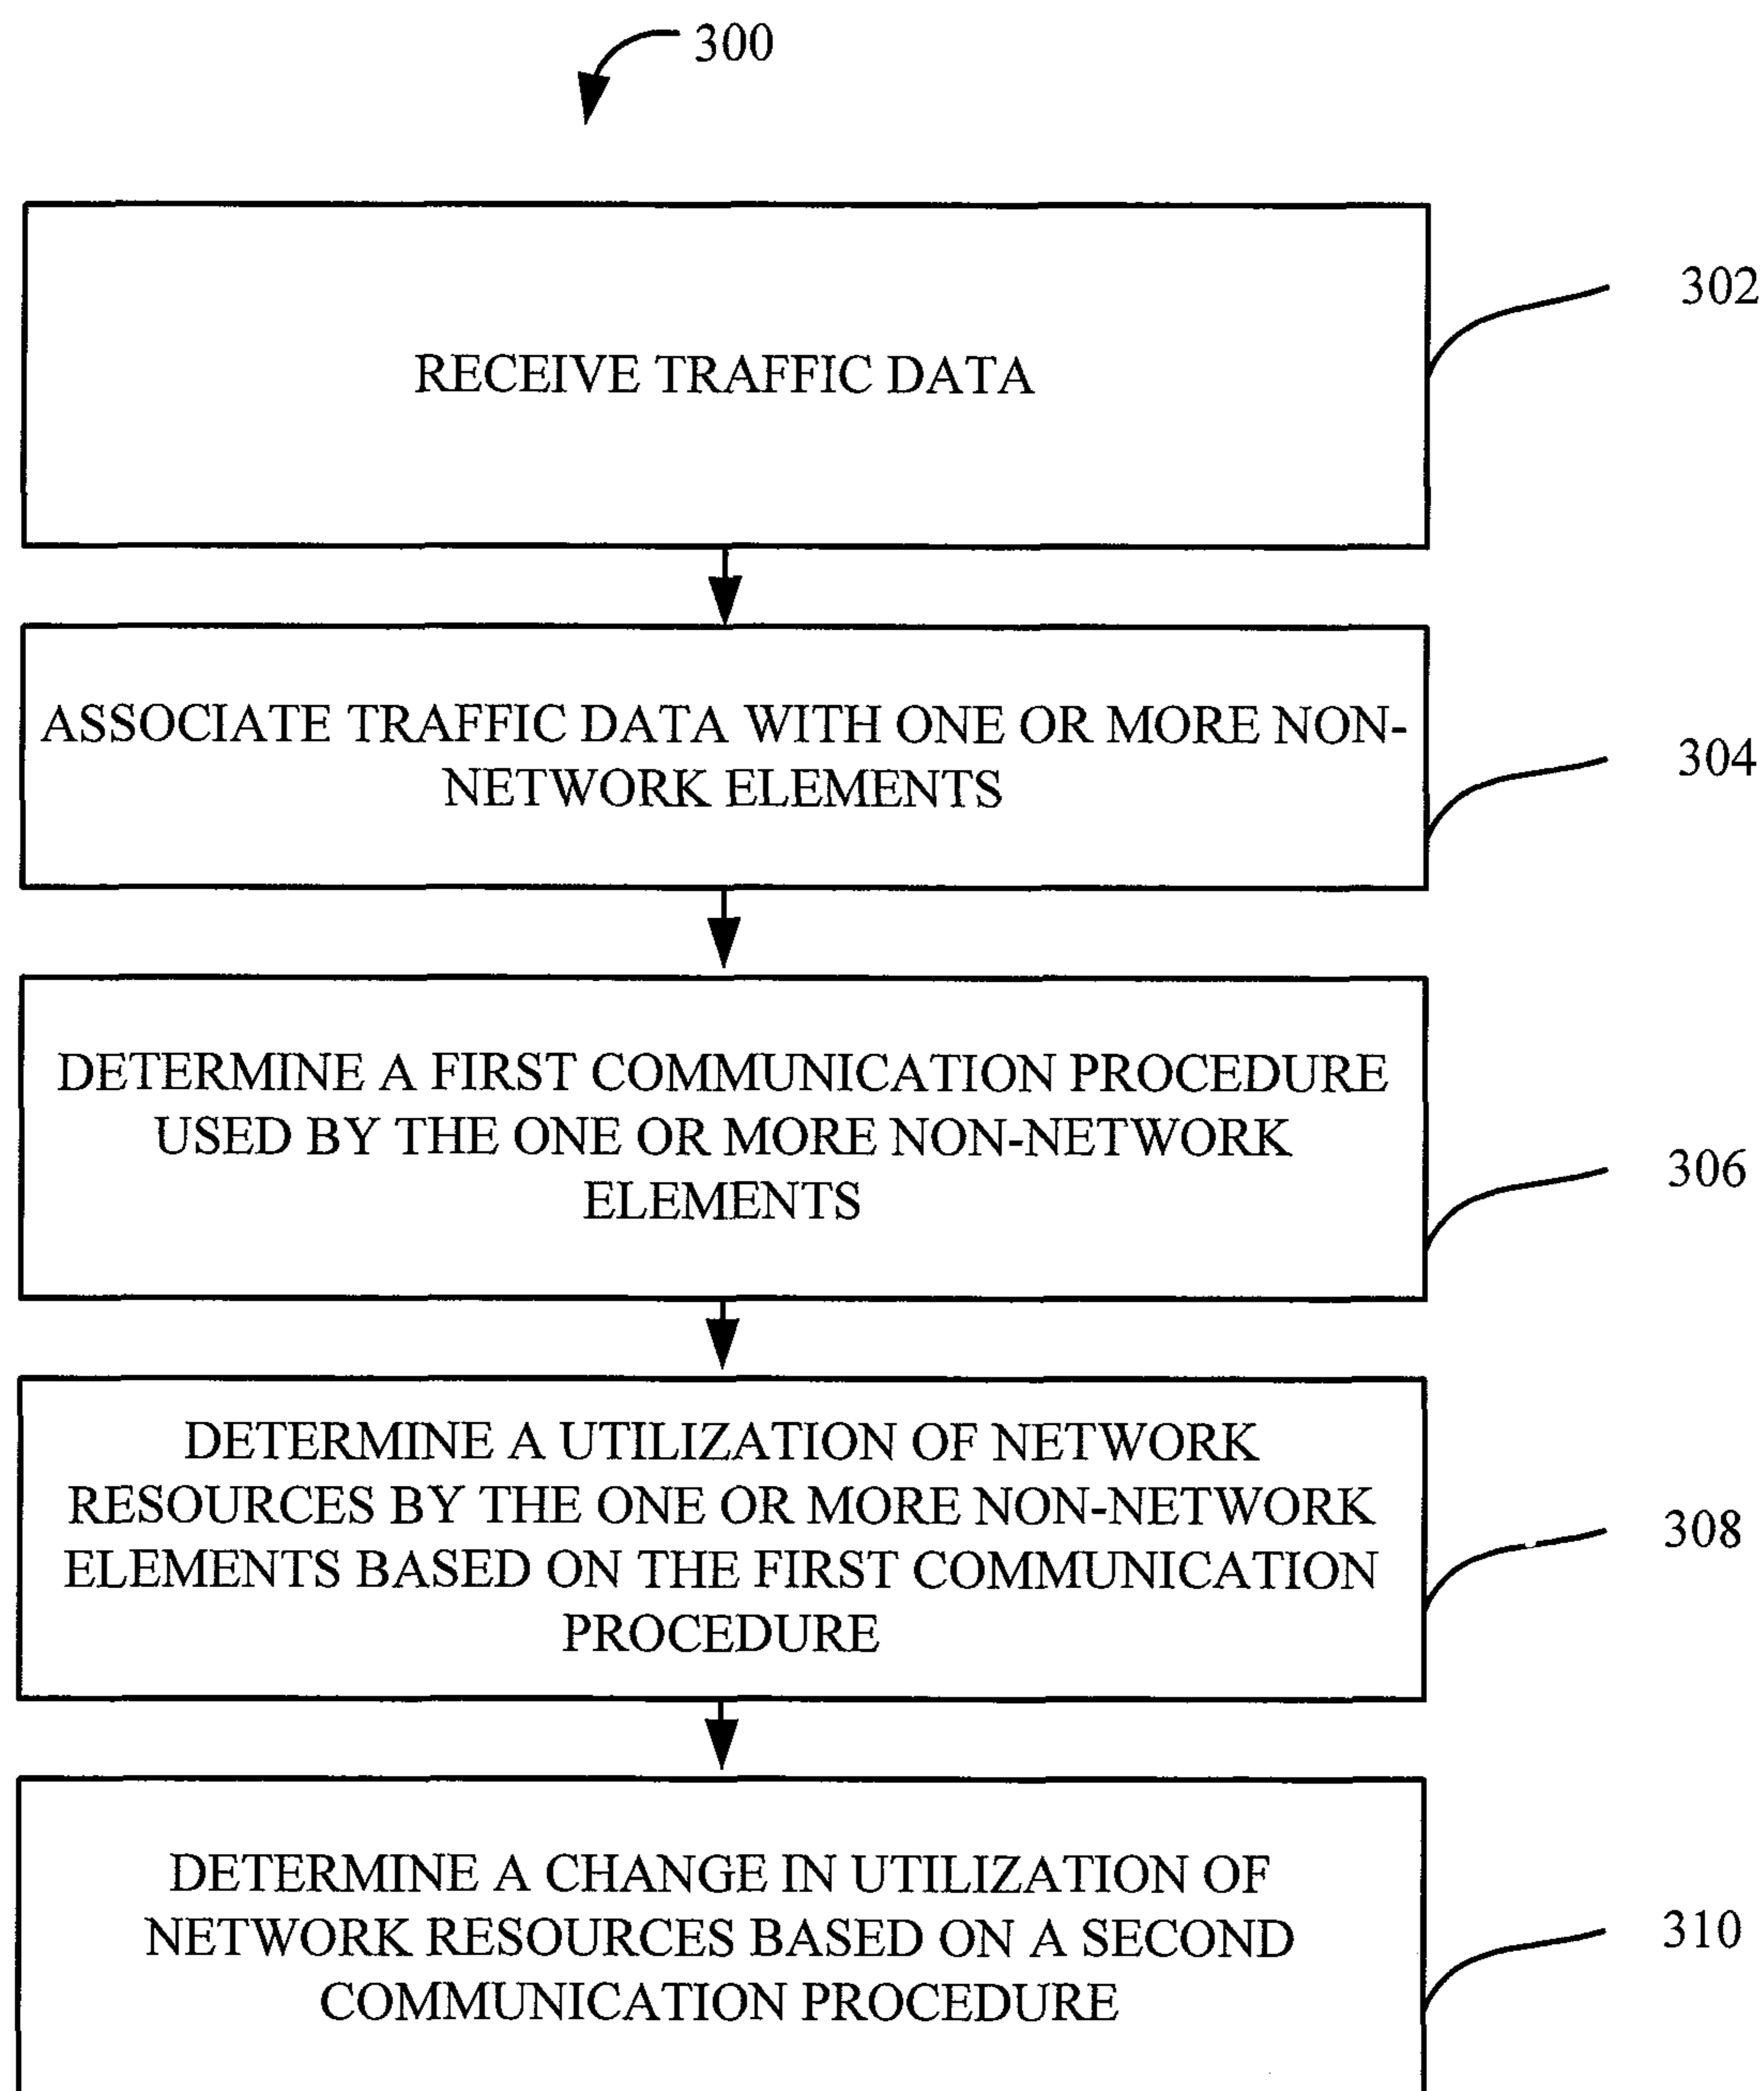 300
RECEIVE TRAFFIC DATA
302
ASSOCIATE TRAFFIC DATA WITH ONE OR MORE NON-
NETWORK ELEMENTS
304
DETERMINE A FIRST COMMUNICATION PROCEDURE
USED BY THE ONE OR MORE NON-NETWORK
ELEMENTS
306
DETERMINE A UTILIZATION OF NETWORK
RESOURCES BY THE ONE OR MORE NON-NETWORK
ELEMENTS BASED ON THE FIRST COMMUNICATION
PROCEDURE
308
DETERMINE A CHANGE IN UTILIZATION OF
NETWORK RESOURCES BASED ON A SECOND
COMMUNICATION PROCEDURE
310